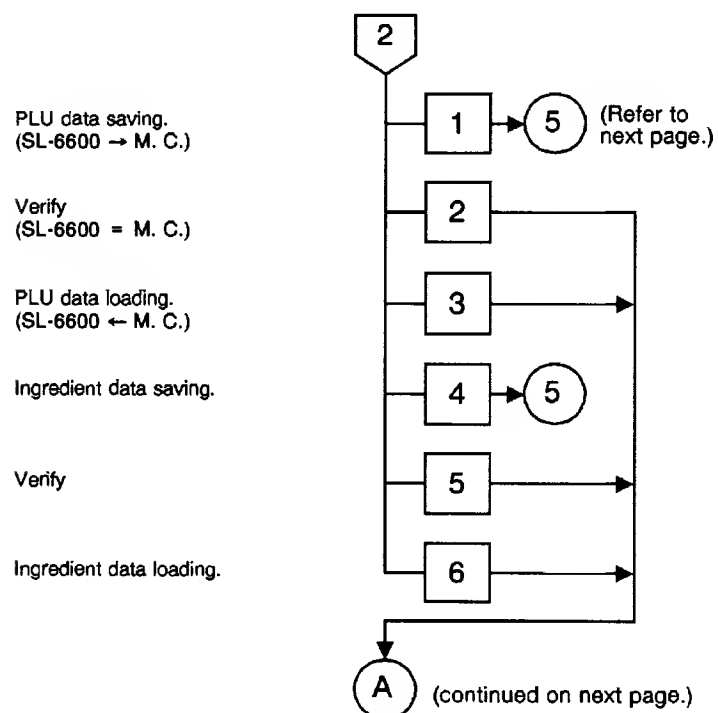 2
PLU data saving.
(SL-6600 → M. C.)
1
5
(Refer to
next page.)
Verify
(SL-6600 = M. C.)
2
PLU data loading.
(SL-6600 ← M. C.)
3
Ingredient data saving.
4
5
Verify
5
Ingredient data loading.
6
A
(continued on next page.)